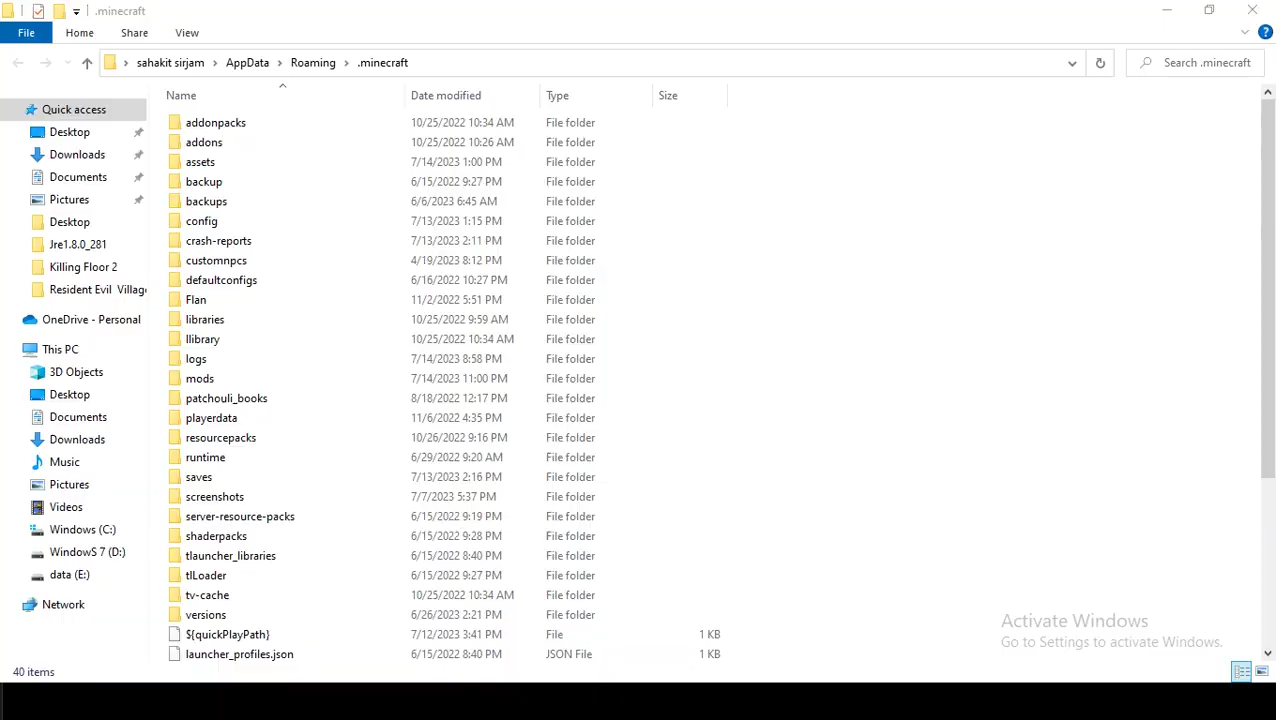 .minecraft
File Home Share View
sahakit sirjam AppData Roaming .minecraft Search .minecraft
Name Date modified Type Size
Quick access
Desktop
Downloads
Documents
Pictures
Desktop
Jre1.8.0_281
Killing Floor 2
Resident Evil Village
OneDrive - Personal
This PC
3D Objects
Desktop
Documents
Downloads
Music
Pictures
Videos
Windows (C:)
WindowS 7 (D:)
data (E:)
Network
addonpacks 10/25/2022 10:34 AM File folder
addons 10/25/2022 10:26 AM File folder
assets 7/14/2023 1:00 PM File folder
backup 6/15/2022 9:27 PM File folder
backups 6/6/2023 6:45 AM File folder
config 7/13/2023 1:15 PM File folder
crash-reports 7/13/2023 2:11 PM File folder
customnpcs 4/19/2023 8:12 PM File folder
defaultconfigs 6/16/2022 10:27 PM File folder
Flan 11/2/2022 5:51 PM File folder
libraries 10/25/2022 9:59 AM File folder
llibrary 10/25/2022 10:34 AM File folder
logs 7/14/2023 8:58 PM File folder
mods 7/14/2023 11:00 PM File folder
patchouli_books 8/18/2022 12:17 PM File folder
playerdata 11/6/2022 4:35 PM File folder
resourcepacks 10/26/2022 9:16 PM File folder
runtime 6/29/2022 9:20 AM File folder
saves 7/13/2023 2:16 PM File folder
screenshots 7/7/2023 5:37 PM File folder
server-resource-packs 6/15/2022 9:19 PM File folder
shaderpacks 6/15/2022 9:28 PM File folder
tlauncher_libraries 6/15/2022 8:40 PM File folder
tlLoader 6/15/2022 9:27 PM File folder
tv-cache 10/25/2022 10:34 AM File folder
versions 6/26/2023 2:21 PM File folder
${quickPlayPath} 7/12/2023 3:41 PM File 1 KB
launcher_profiles.json 6/15/2022 8:40 PM JSON File 1 KB
Activate Windows
Go to Settings to activate Windows.
40 items